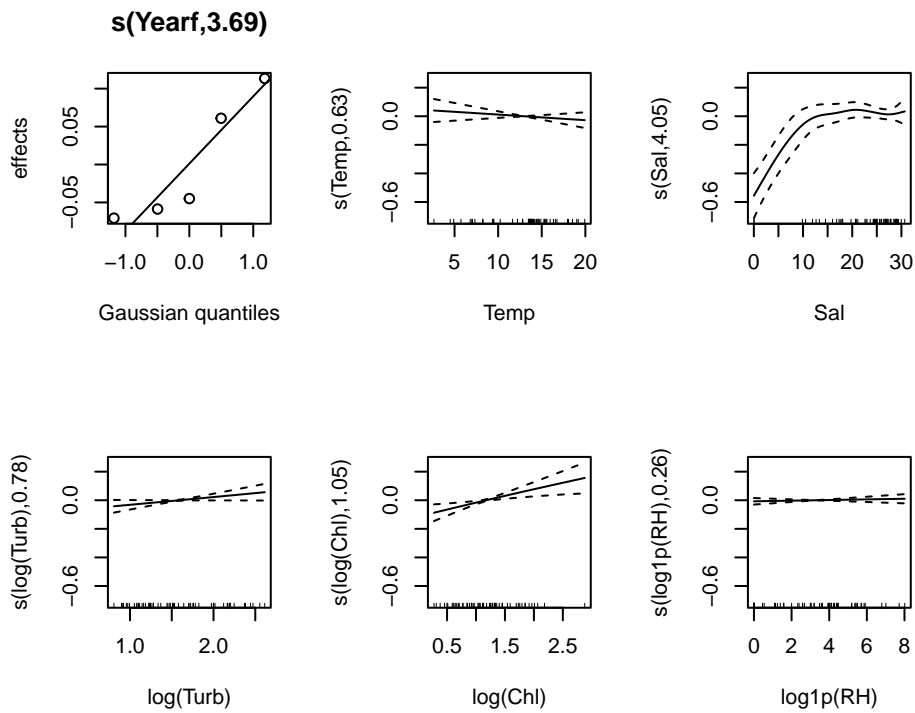 s(Yearf,3.69)
effects
−0.05
0.05
−1.0
0.0
1.0
Gaussian quantiles
s(Temp,0.63)
−0.6
0.0
5
10
15
20
Temp
s(Sal,4.05)
−0.6
0.0
0
10
20
30
Sal
s(log(Turb),0.78)
−0.6
0.0
1.0
2.0
log(Turb)
s(log(Chl),1.05)
−0.6
0.0
0.5
1.5
2.5
log(Chl)
s(log1p(RH),0.26)
−0.6
0.0
0
2
4
6
8
log1p(RH)